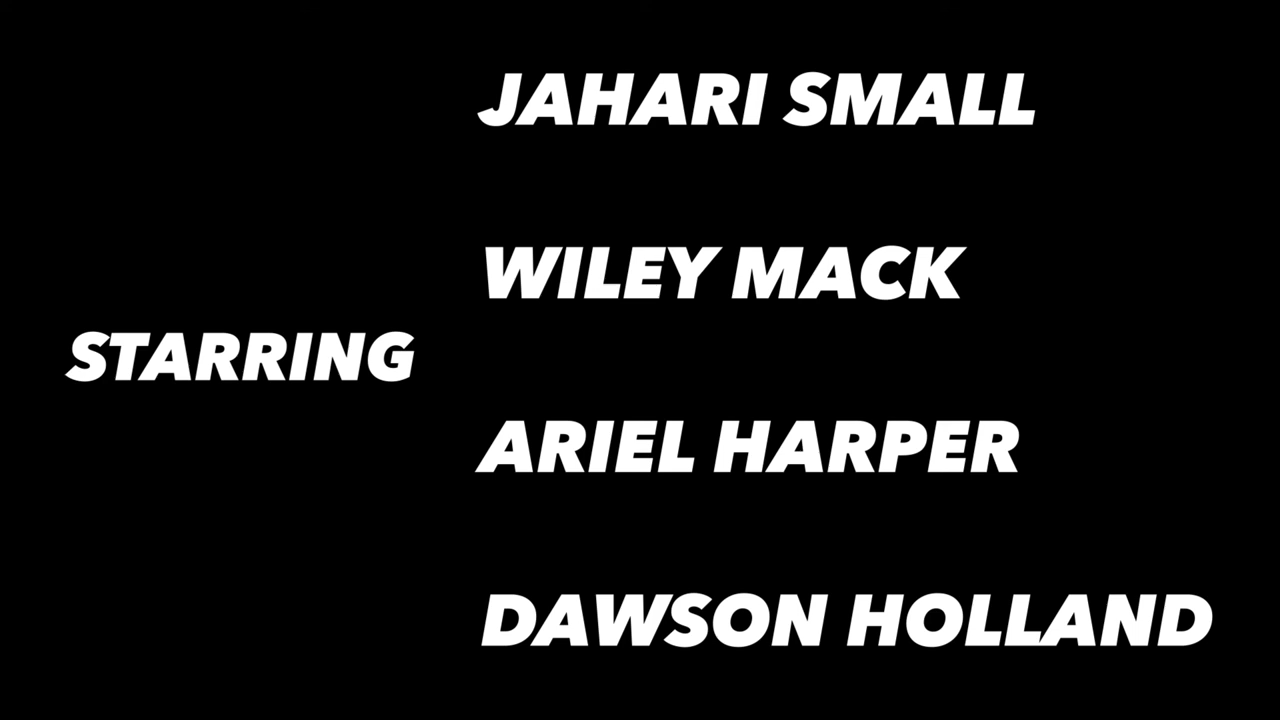 JAHARI SMALL
WILEY MACK
STARRING
ARIEL HARPER
DAWSON HOLLAND